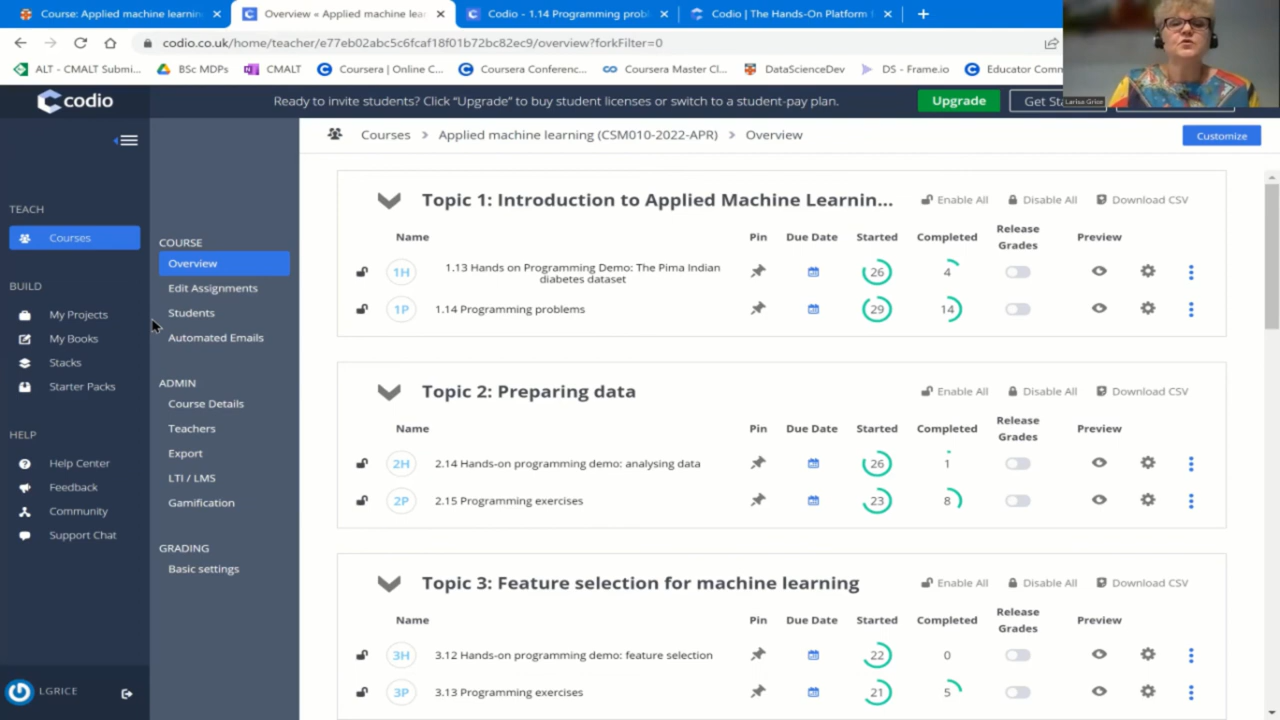 Course: Applied machine learnin
Overview « Applied machine lea
Codio - 1.14 Programming prob
Codio | The Hands-On Platform f
codio.co.uk/home/teacher/e77eb02abc5c6fcaf18f01b72bc82ec9/overview?forkFilter=0
ALT - CMALT Submi...
BSc MDPs
CMALT
Coursera | Online C...
Coursera Conferenc...
Coursera Master Cl...
DataScienceDev
DS - Frame.io
Educator Comm
Larisa Grice
codio
Ready to invite students? Click “Upgrade” to buy student licenses or switch to a student-pay plan.
Upgrade
Get Sta
Courses > Applied machine learning (CSM010-2022-APR) > Overview
Customize
TEACH
Courses
BUILD
My Projects
My Books
Stacks
Starter Packs
HELP
Help Center
Feedback
Community
Support Chat
LGRICE
COURSE
Overview
Edit Assignments
Students
Automated Emails
ADMIN
Course Details
Teachers
Export
LTI / LMS
Gamification
GRADING
Basic settings
Topic 1: Introduction to Applied Machine Learnin...
Enable All
Disable All
Download CSV
Name Pin Due Date Started Completed Release Grades Preview
1H 1.13 Hands on Programming Demo: The Pima Indian diabetes dataset 26 4
1P 1.14 Programming problems 29 14
Topic 2: Preparing data
Enable All
Disable All
Download CSV
Name Pin Due Date Started Completed Release Grades Preview
2H 2.14 Hands-on programming demo: analysing data 26 1
2P 2.15 Programming exercises 23 8
Topic 3: Feature selection for machine learning
Enable All
Disable All
Download CSV
Name Pin Due Date Started Completed Release Grades Preview
3H 3.12 Hands-on programming demo: feature selection 22 0
3P 3.13 Programming exercises 21 5